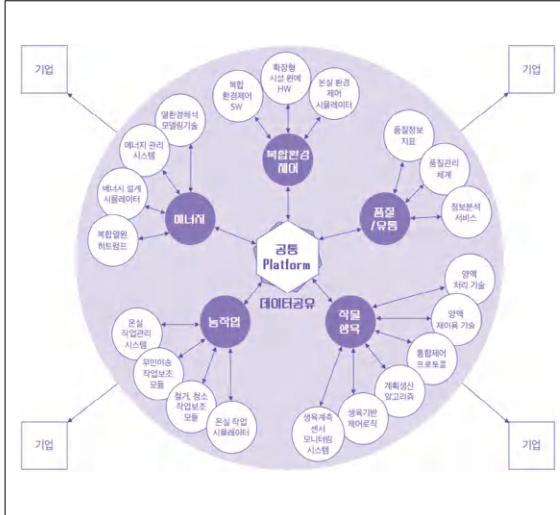 기업
기업
복합
환경제어
SW
확장형
시설 원예
HW
온실 환경
제어
시뮬레이터
열환경해석
모델링기술
에너지 관리
시스템
에너지 설계
시뮬레이터
복합열원
히트펌프
에너지
복합환경
제어
품질정보
지표
품질관리
체계
정보분석
서비스
품질
/유통
공통
Platform
데이터공유
농작업
온실
작업관리
시스템
무인이송
작업보조
모듈
작업보조
모듈
온실 작업
시뮬레이터
작물
생육
양액
처리 기술
양액
재이용 기술
통합제어
프로토콜
계획생산
알고리즘
생육기반
제어로직
생육계측
센서
모니터링
시스템
기업
기업